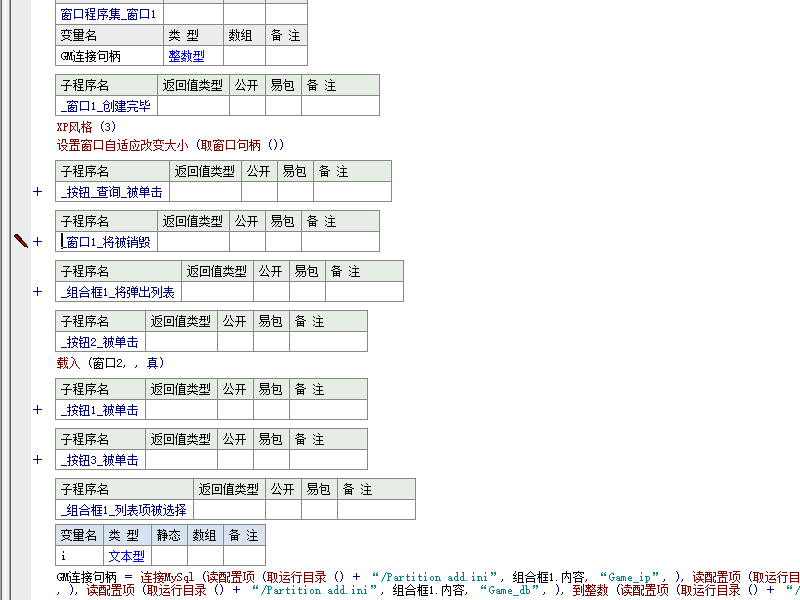 窗口程序集_窗口1
变量名 类 型 数组 备 注
GM连接句柄 整数型
子程序名 返回值类型 公开 易包 备 注
_窗口1_创建完毕
XP风格 (3)
设置窗口自适应改变大小 (取窗口句柄 ())
子程序名 返回值类型 公开 易包 备 注
+ _按钮_查询_被单击
子程序名 返回值类型 公开 易包 备 注
+ _窗口1_将被销毁
子程序名 返回值类型 公开 易包 备 注
+ _组合框1_将弹出列表
子程序名 返回值类型 公开 易包 备 注
_按钮2_被单击
载入 (窗口2, , 真)
子程序名 返回值类型 公开 易包 备 注
+ _按钮1_被单击
子程序名 返回值类型 公开 易包 备 注
+ _按钮3_被单击
子程序名 返回值类型 公开 易包 备 注
_组合框1_列表项被选择
变量名 类 型 静态 数组 备 注
i 文本型
GM连接句柄 = 连接MySql (读配置项 (取运行目录 () + “/Partition add.ini”, 组合框1.内容, “Game_ip”, ), 读配置项 (取运行目
, ), 读配置项 (取运行目录 () + “/Partition add.ini”, 组合框1.内容, “Game_db”, ), 到整数 (读配置项 (取运行目录 () + “/